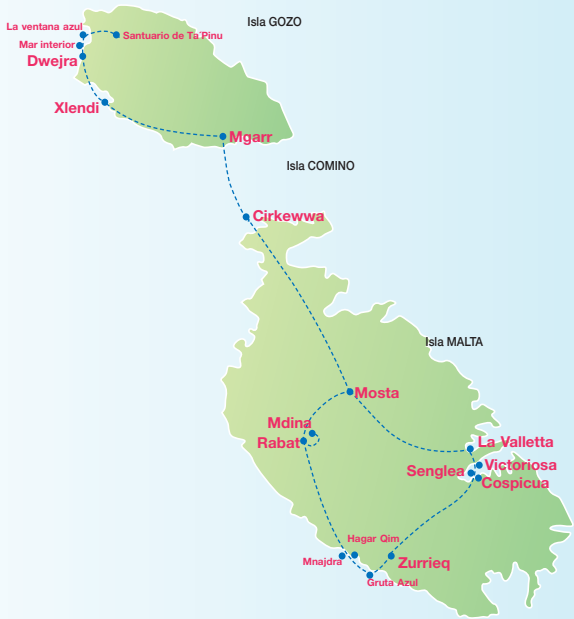 Isla GOZO
La ventana azul
Santuario de Ta´Pinu
Mar interior
Dwejra
Xlendi
Mgarr
Isla COMINO
Cirkewwa
Isla MALTA
Mosta
Mdina
Rabat
La Valletta
Victoriosa
Senglea
Cospicua
Hagar Qim
Mnajdra
Zurrieq
Gruta Azul